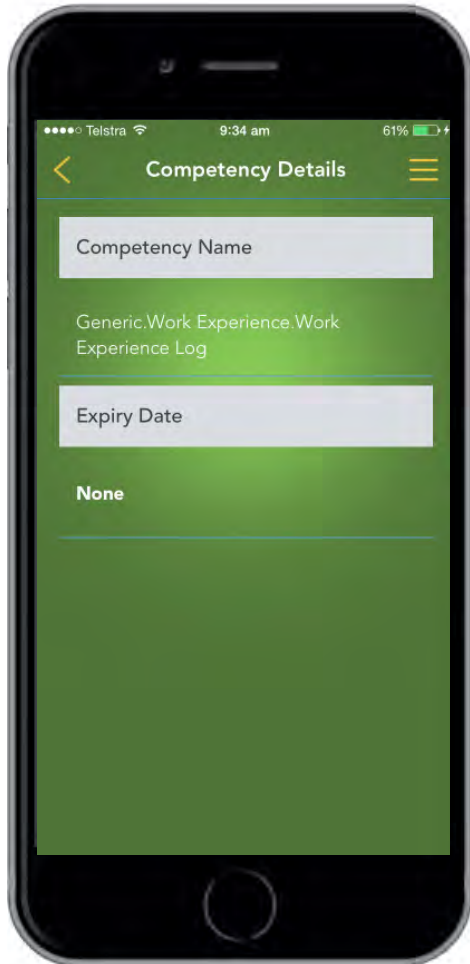 Telstra 9:34 am 61%
Competency Details
Competency Name
Generic.Work Experience.Work
Experience Log
Expiry Date
None